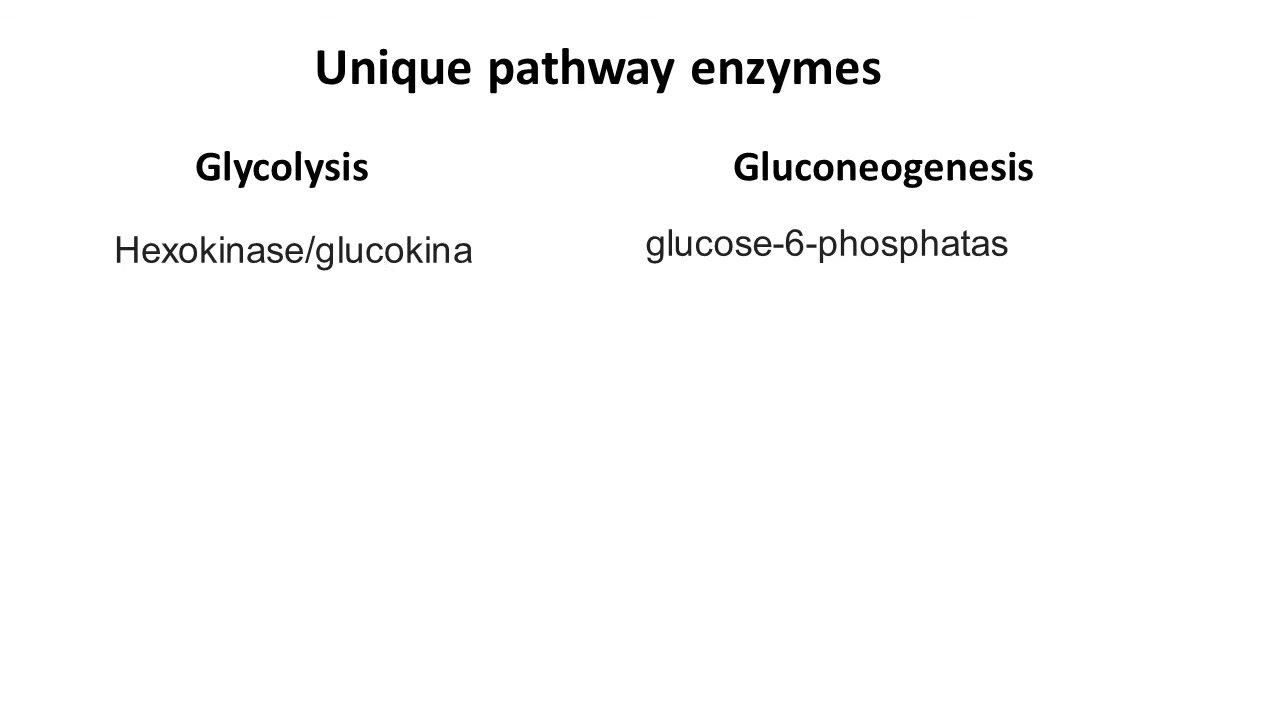 Unique pathway enzymes
Glycolysis
Gluconeogenesis
Hexokinase/glucokina
glucose-6-phosphatas